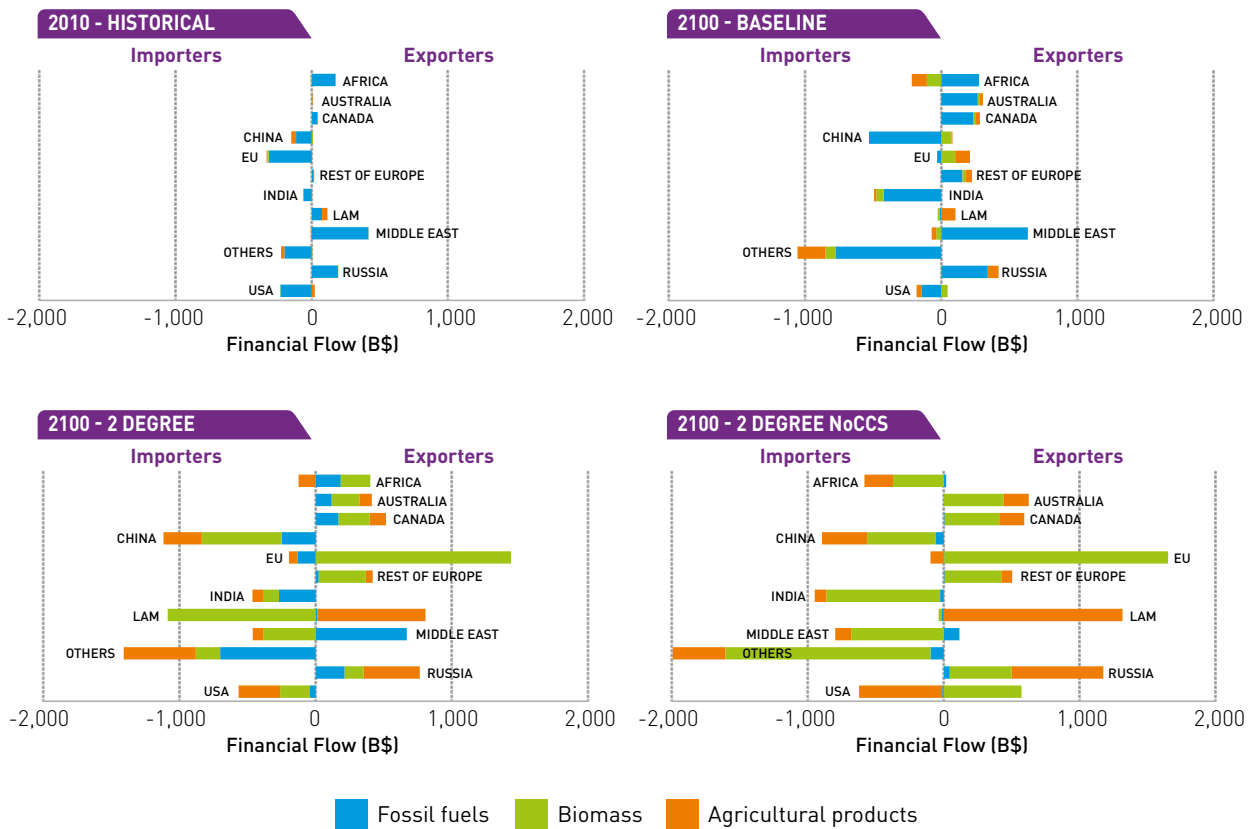 2010 - HISTORICAL
Importers Exporters
AFRICA
AUSTRALIA
CANADA
CHINA
EU
REST OF EUROPE
INDIA
LAM
MIDDLE EAST
OTHERS
RUSSIA
USA
-2,000 -1,000 0 1,000 2,000
Financial Flow (B$)
2100 - BASELINE
Importers Exporters
AFRICA
AUSTRALIA
CANADA
CHINA
EU
REST OF EUROPE
INDIA
LAM
MIDDLE EAST
OTHERS
RUSSIA
USA
-2,000 -1,000 0 1,000 2,000
Financial Flow (B$)
2100 - 2 DEGREE
Importers Exporters
AFRICA
AUSTRALIA
CANADA
CHINA
EU
REST OF EUROPE
INDIA
LAM
MIDDLE EAST
OTHERS
RUSSIA
USA
-2,000 -1,000 0 1,000 2,000
Financial Flow (B$)
2100 - 2 DEGREE NoCCS
Importers Exporters
AFRICA
AUSTRALIA
CANADA
CHINA
EU
REST OF EUROPE
INDIA
LAM
MIDDLE EAST
OTHERS
RUSSIA
USA
-2,000 -1,000 0 1,000 2,000
Financial Flow (B$)
Fossil fuels Biomass Agricultural products